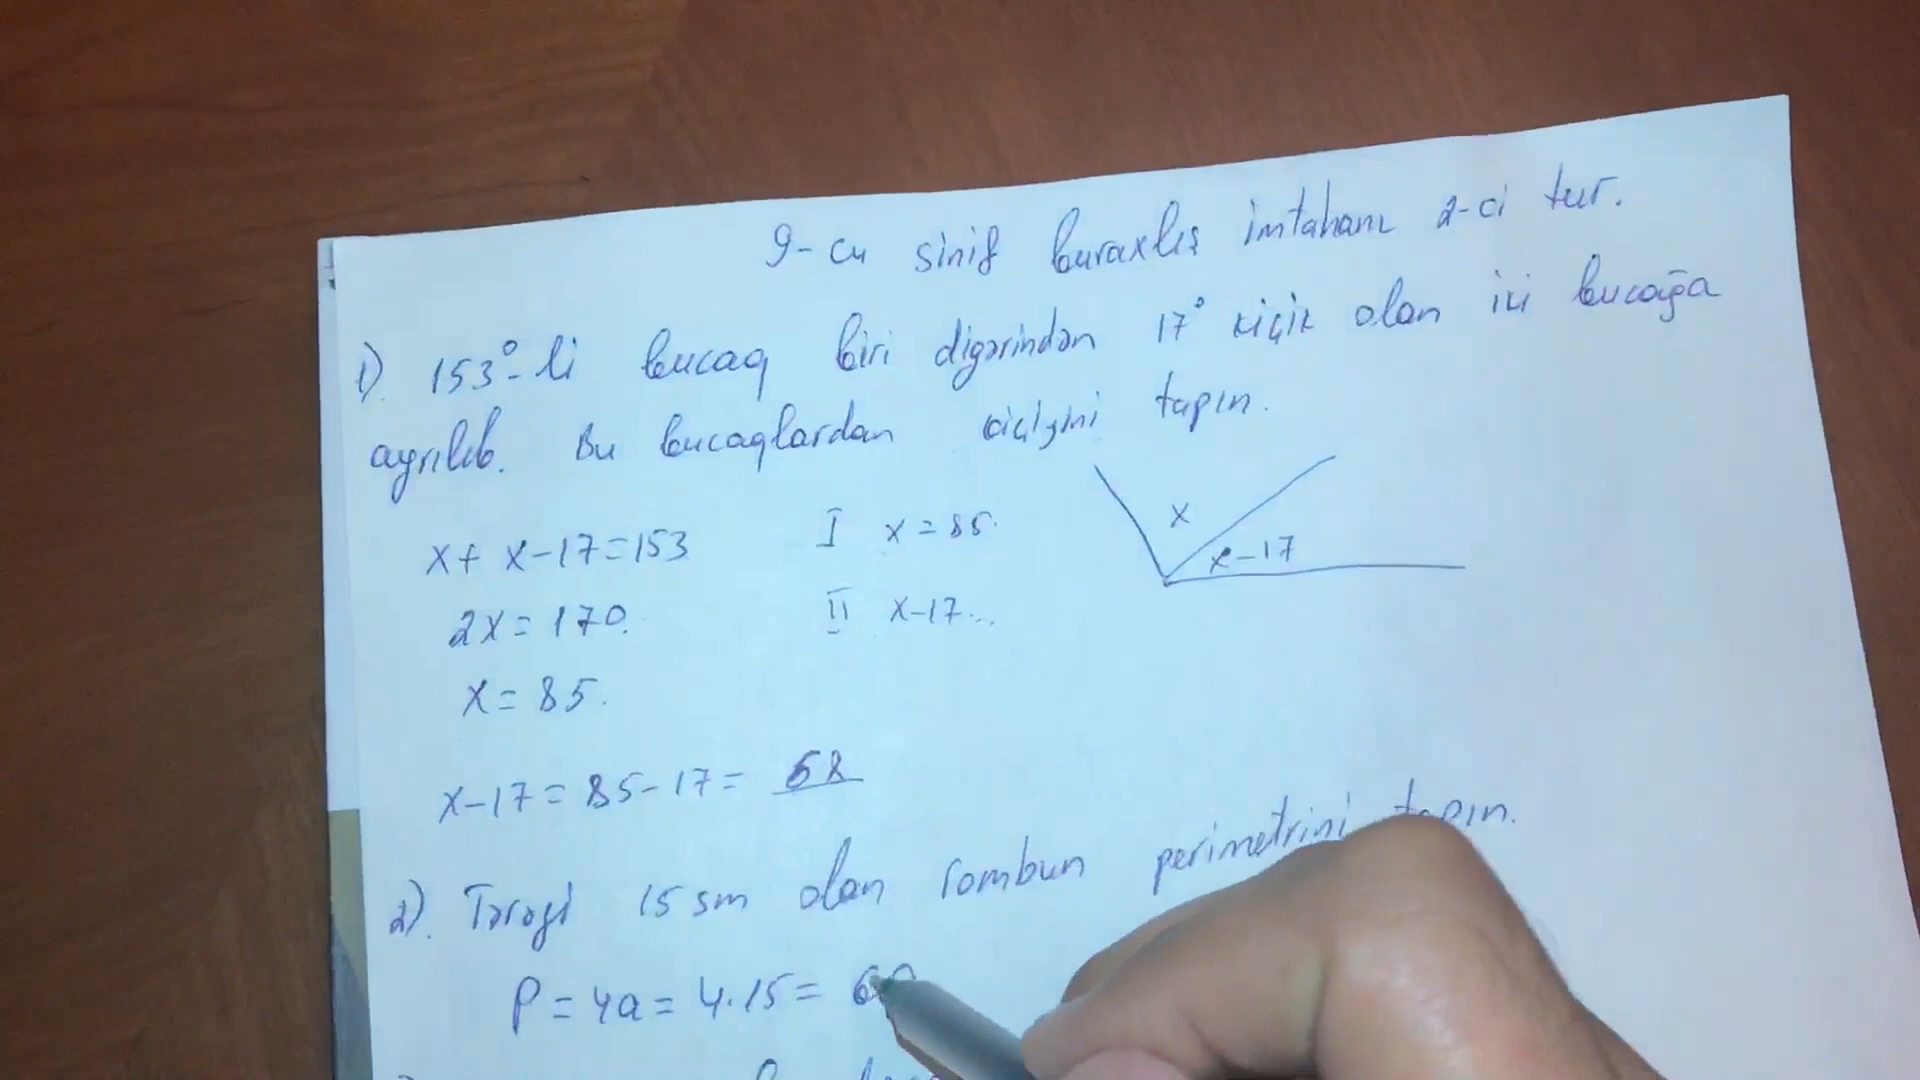 9-cu sinif buraxlış imtahanı 2-ci tur.
1) 153°-li bucaq biri digərindən 17° kiçik olan iki bucağa
ayrılıb. Bu bucaqlardan kiçiyini tapın.
x + x-17=153
I x = 85.
x
x-17
2x = 170.
II x-17...
x = 85.
x-17 = 85-17 = 68
2). Tərəfi 15 sm olan rombun perimetrini tapın.
P = 4a = 4.15 = 60